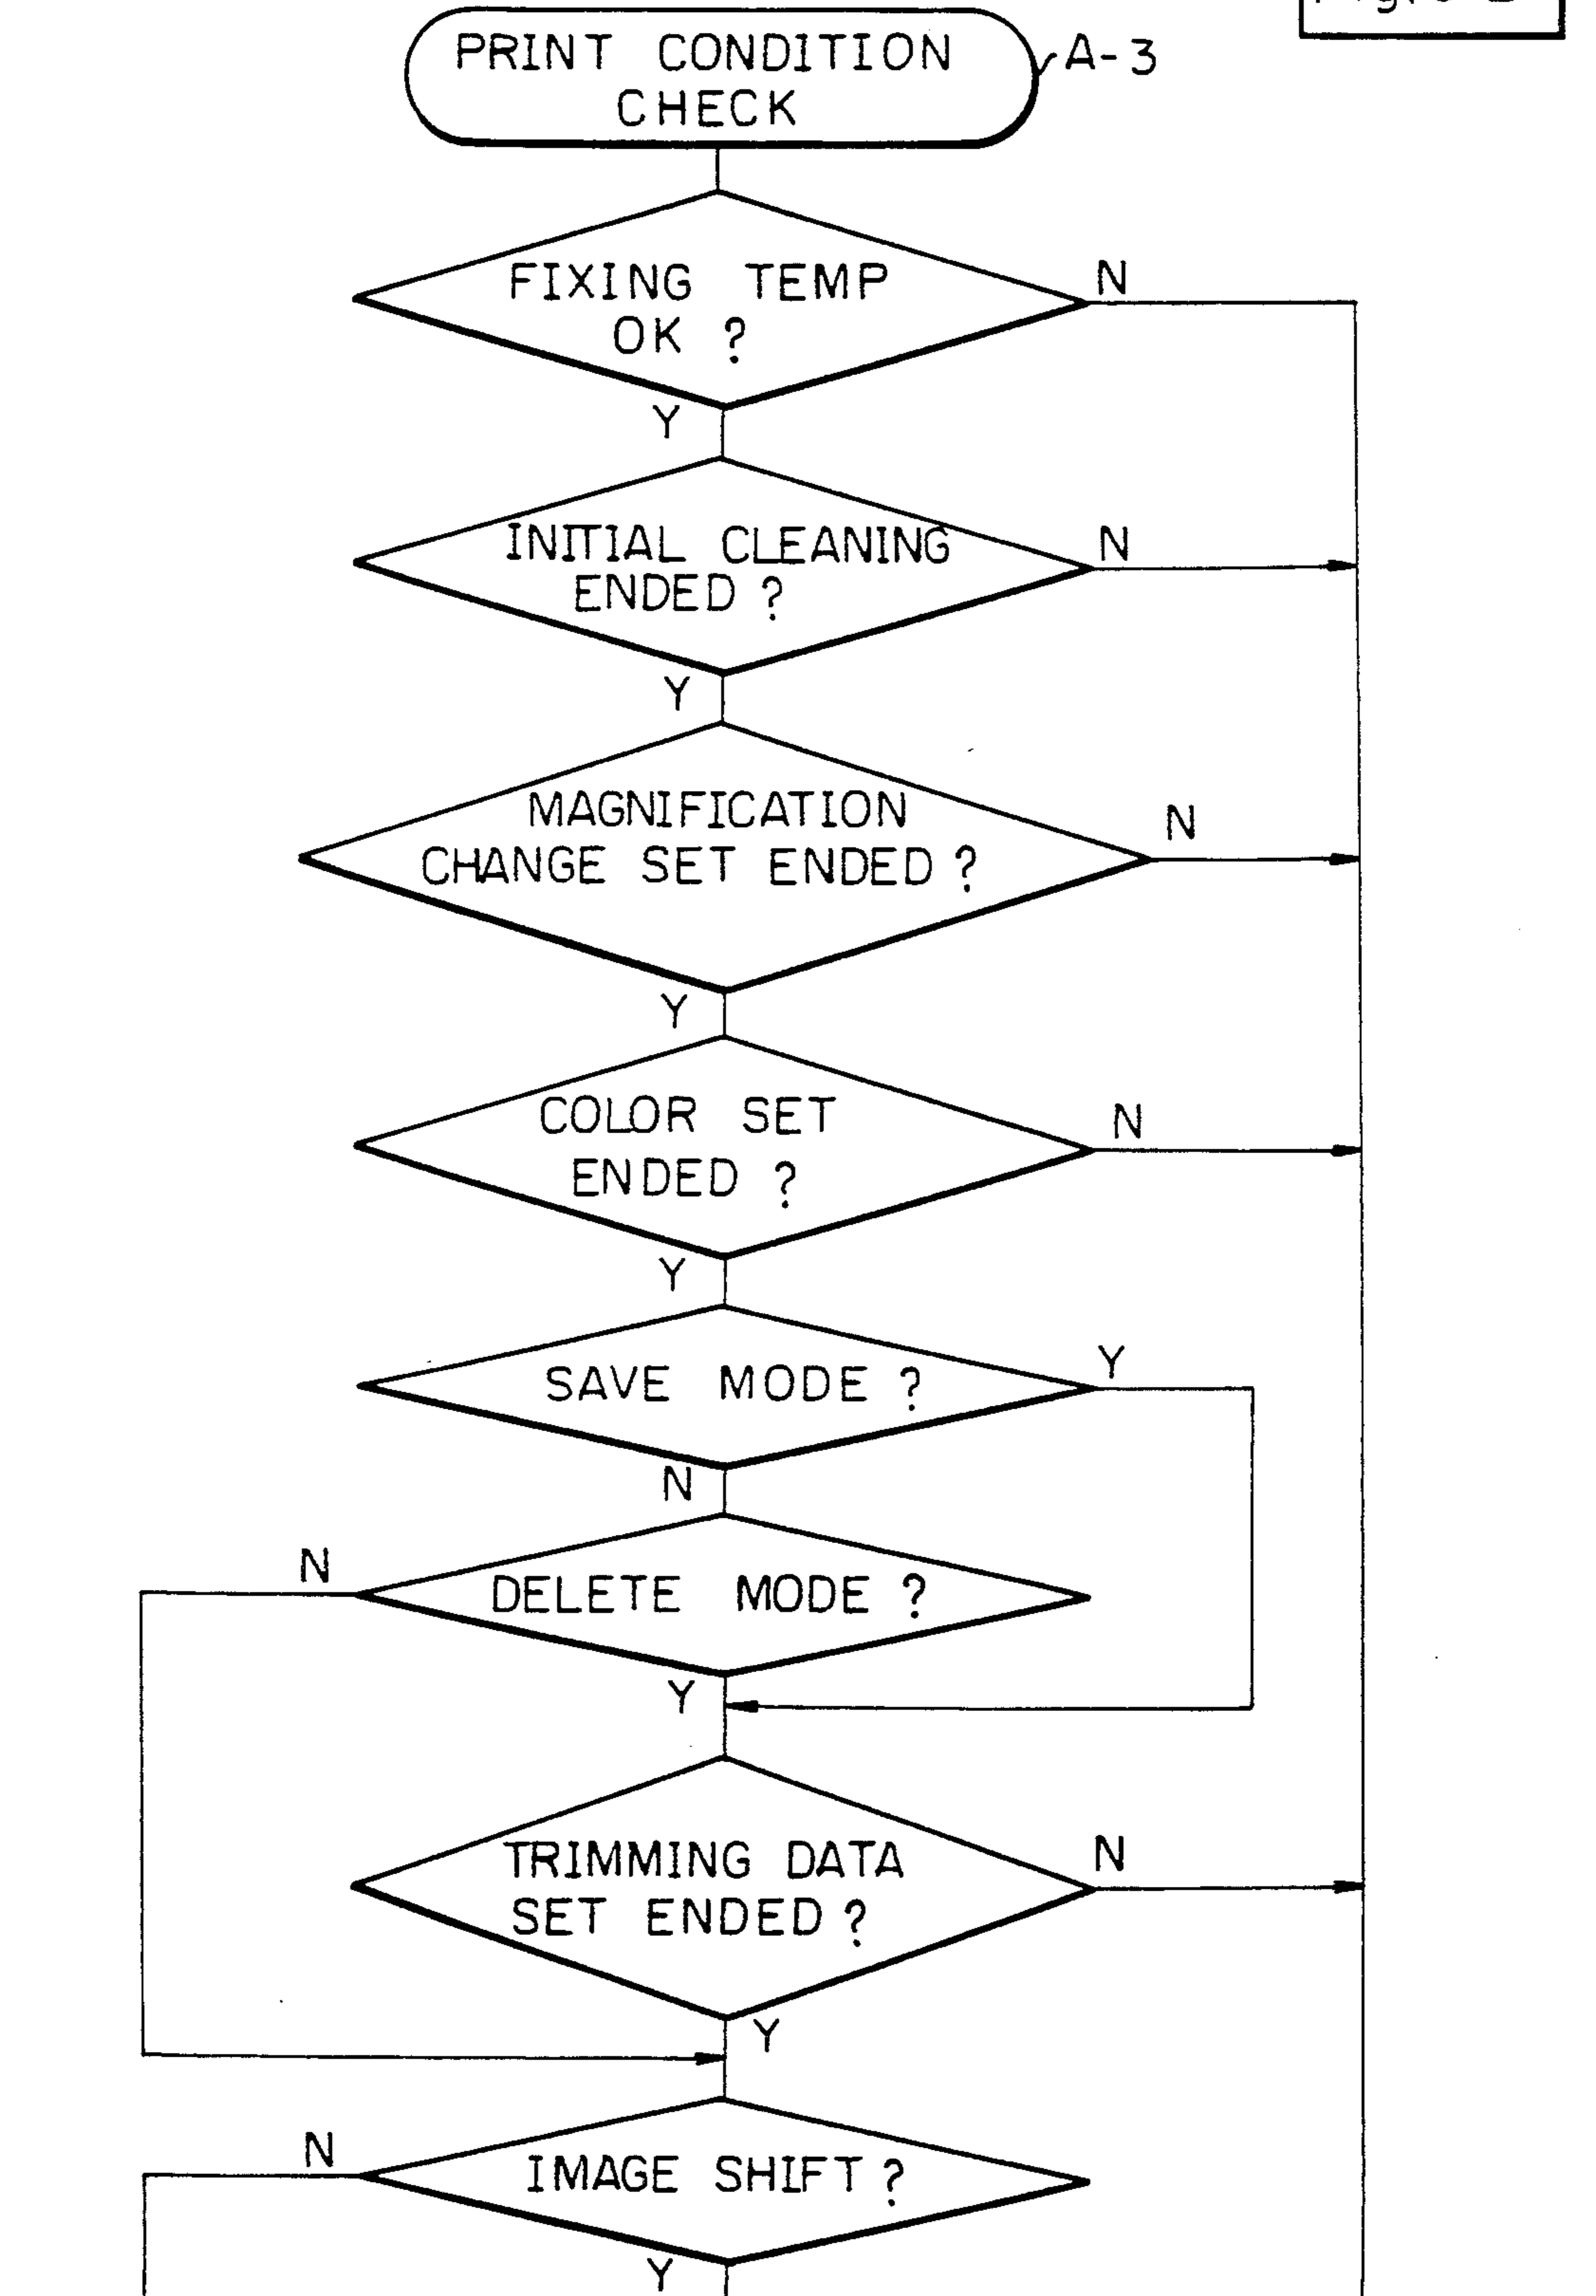 PRINT CONDITION
CHECK
A-3
FIXING TEMP
OK ?
N
Y
INITIAL CLEANING
ENDED ?
N
Y
MAGNIFICATION
CHANGE SET ENDED ?
N
Y
COLOR SET
ENDED ?
N
Y
SAVE MODE ?
Y
N
DELETE MODE ?
N
Y
TRIMMING DATA
SET ENDED ?
N
Y
IMAGE SHIFT ?
N
Y